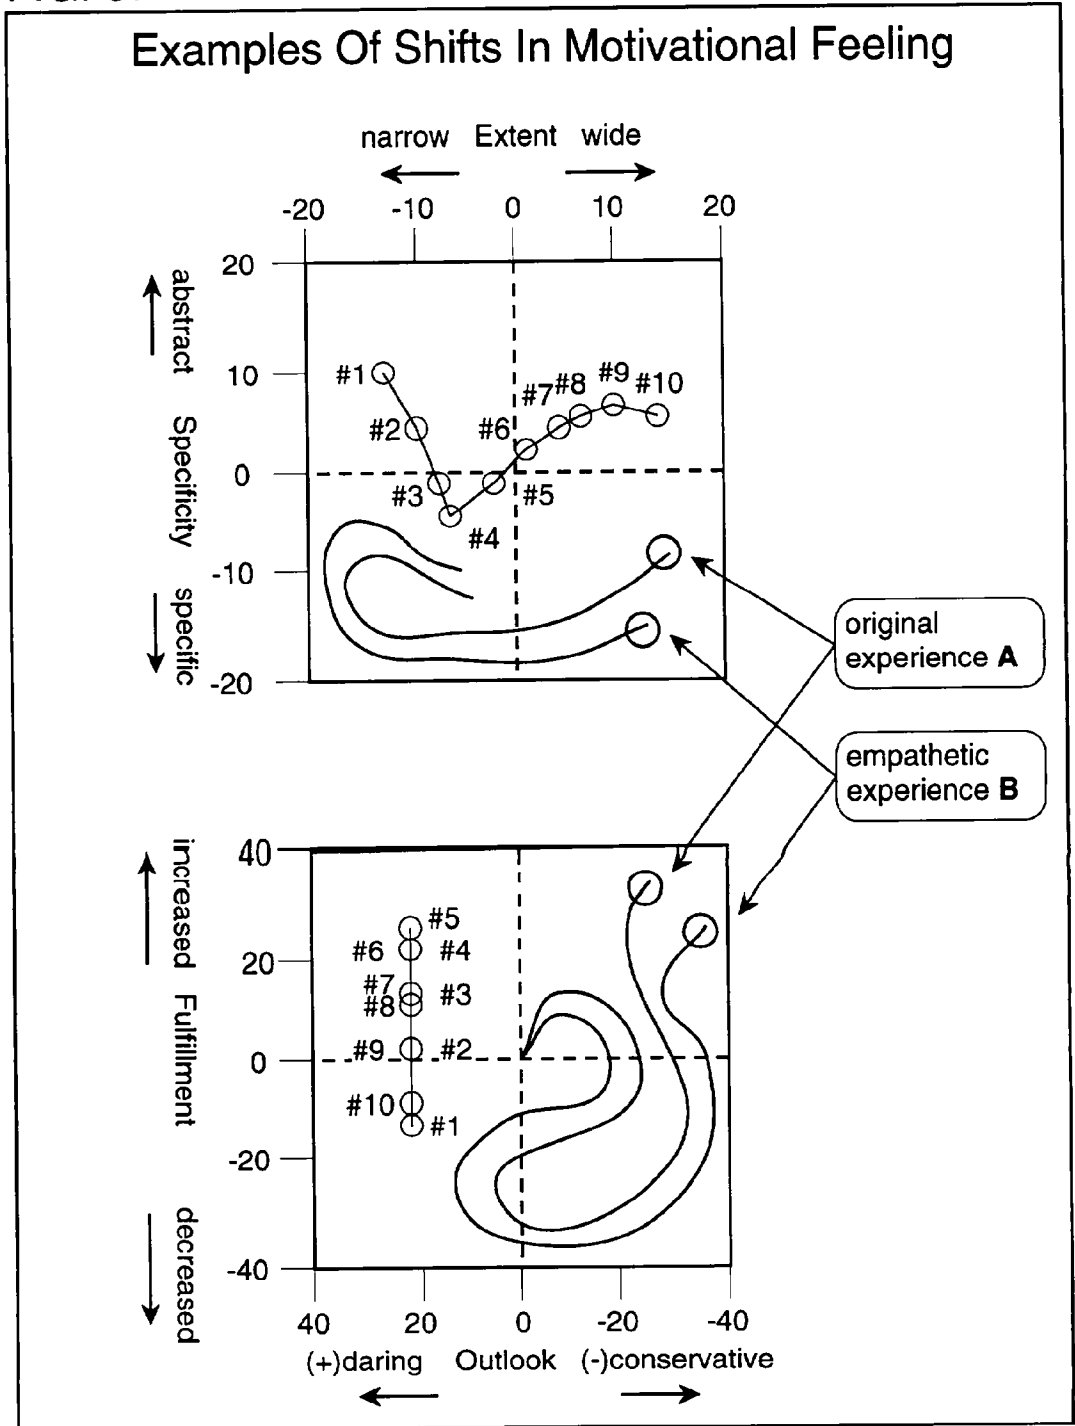 Examples Of Shifts In Motivational Feeling
narrow Extent wide
-20 -10 0 10 20
20
10
0
-10
-20
abstract Specificity specific
#1
#2
#3
#4
#5
#6
#7
#8
#9
#10
original
experience A
empathetic
experience B
40
20
0
-20
-40
increased Fulfillment decreased
#5
#6 #4
#7
#8 #3
#9 #2
#10
#1
40 20 0 -20 -40
(+)daring Outlook (-)conservative